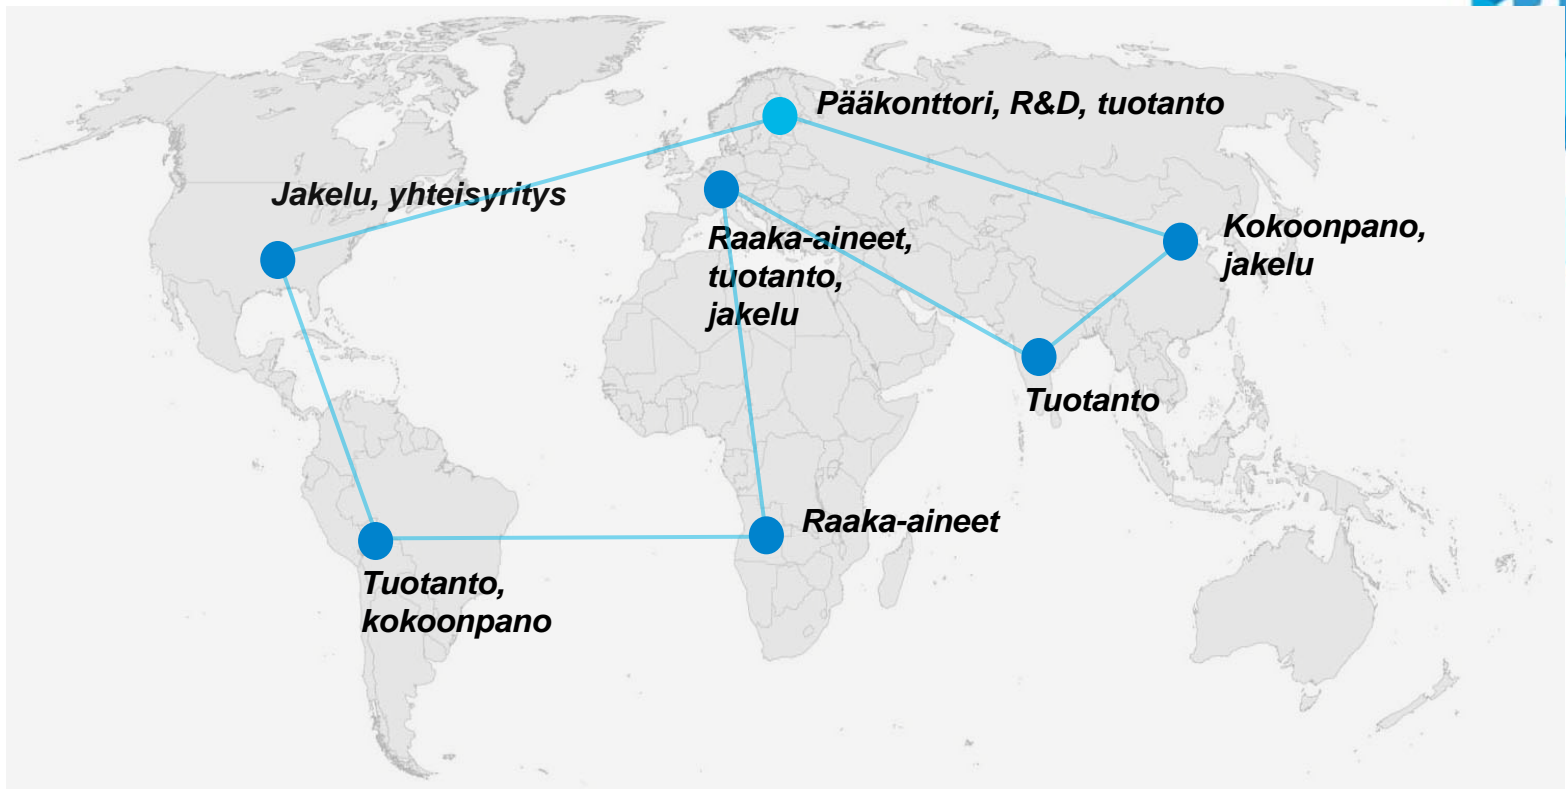 Pääkonttori, R&D, tuotanto
Jakelu, yhteisyritys
Raaka-aineet,
tuotanto,
jakelu
Kokoonpano,
jakelu
Tuotanto
Raaka-aineet
Tuotanto,
kokoonpano